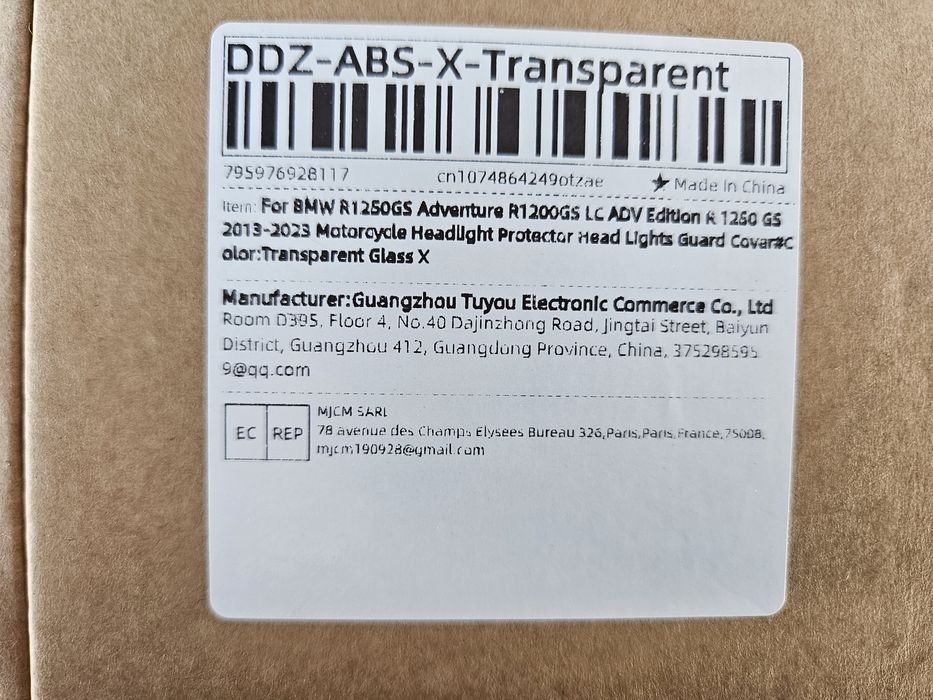 DDZ-ABS-X-Transparent
795976928117 cn1074864249otzae ★ Made In China
Item: For BMW R1250GS Adventure R1200GS LC ADV Edition R 1250 GS
2013-2023 Motorcycle Headlight Protector Head Lights Guard Cover#C
olor:Transparent Glass X
Manufacturer:Guangzhou Tuyou Electronic Commerce Co., Ltd
Room D395, Floor 4, No.40 Dajinzhong Road, Jingtai Street, Baiyun
District, Guangzhou 412, Guangdong Province, China, 375298595
9@qq.com
EC REP
MJCM SARL
78 avenue des Champs Elysees Bureau 326,Paris,Paris,France,75008.
mjcm190928@gmail.com